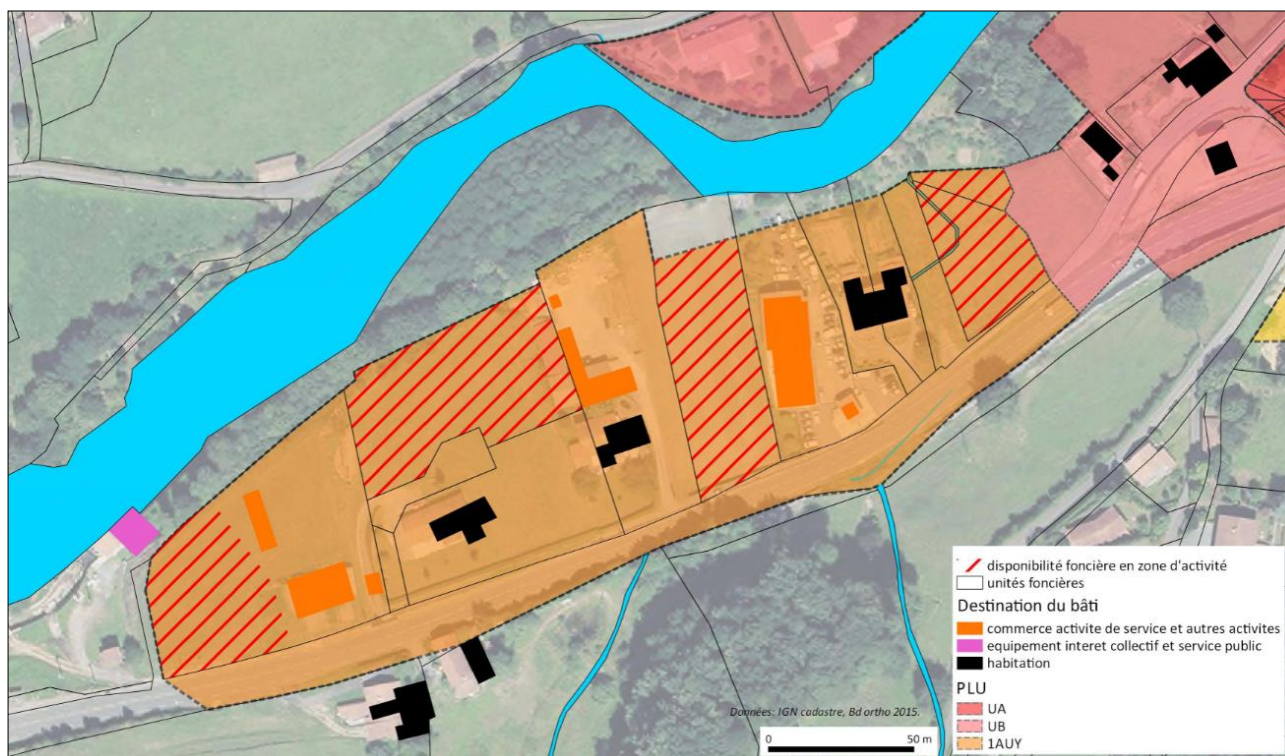 disponibilité foncière en zone d'activité
unités foncières
Destination du bâti
commerce activite de service et autres activites
equipement interet collectif et service public
habitation
PLU
UA
UB
1AUY
Données: IGN cadastre, Bd ortho 2015.
0 50 m